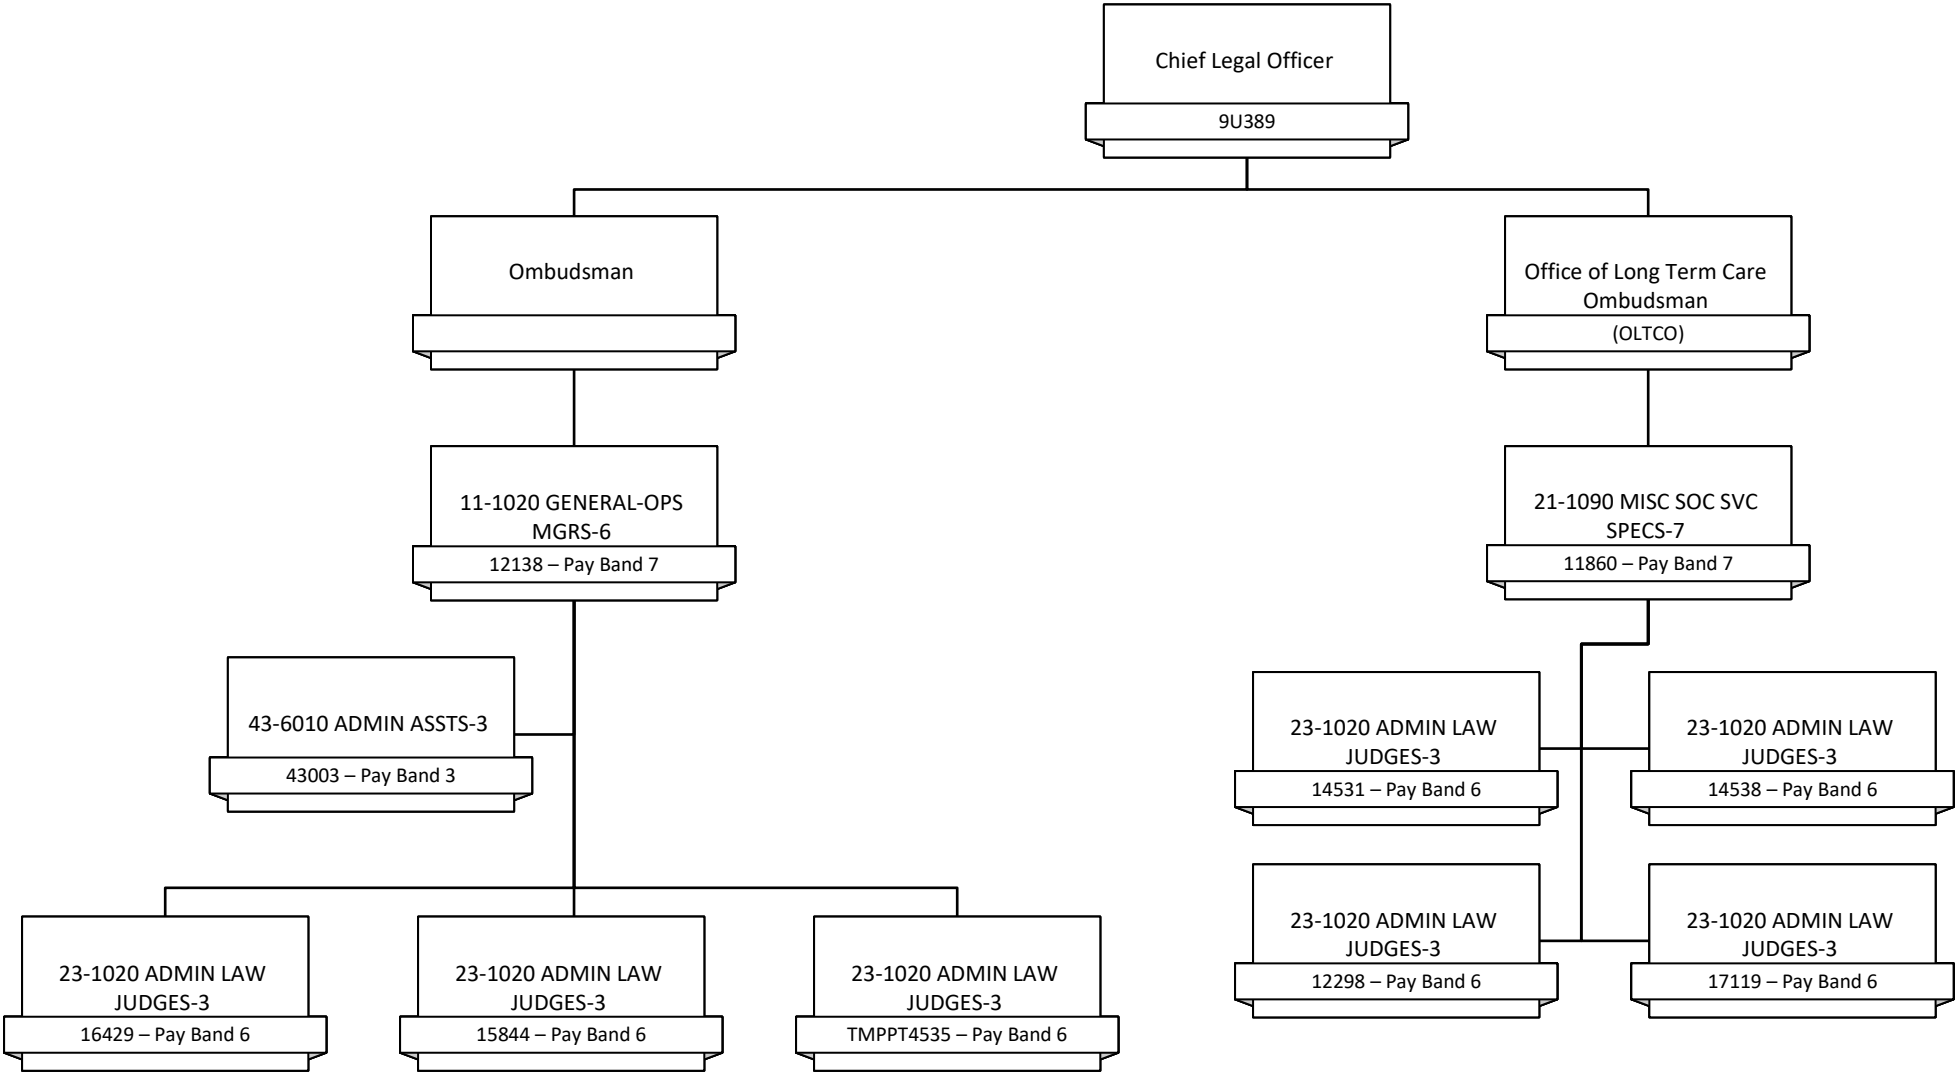 Chief Legal Officer
9U389
Ombudsman
Office of Long Term Care
Ombudsman
(OLTCO)
11-1020 GENERAL-OPS
MGRS-6
12138 – Pay Band 7
21-1090 MISC SOC SVC
SPECS-7
11860 – Pay Band 7
43-6010 ADMIN ASSTS-3
43003 – Pay Band 3
23-1020 ADMIN LAW
JUDGES-3
14531 – Pay Band 6
23-1020 ADMIN LAW
JUDGES-3
14538 – Pay Band 6
23-1020 ADMIN LAW
JUDGES-3
12298 – Pay Band 6
23-1020 ADMIN LAW
JUDGES-3
17119 – Pay Band 6
23-1020 ADMIN LAW
JUDGES-3
16429 – Pay Band 6
23-1020 ADMIN LAW
JUDGES-3
15844 – Pay Band 6
23-1020 ADMIN LAW
JUDGES-3
TMPPT4535 – Pay Band 6